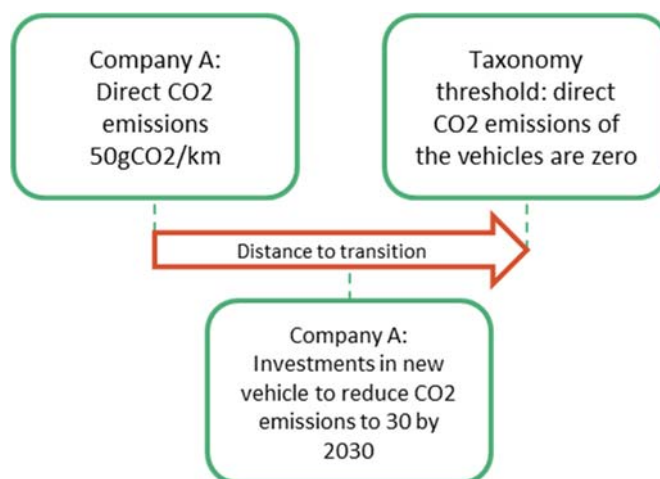 Company A:
Direct CO2
emissions
50gCO2/km
Taxonomy
threshold: direct
CO2 emissions of
the vehicles are zero
Distance to transition
Company A:
Investments in new
vehicle to reduce CO2
emissions to 30 by
2030